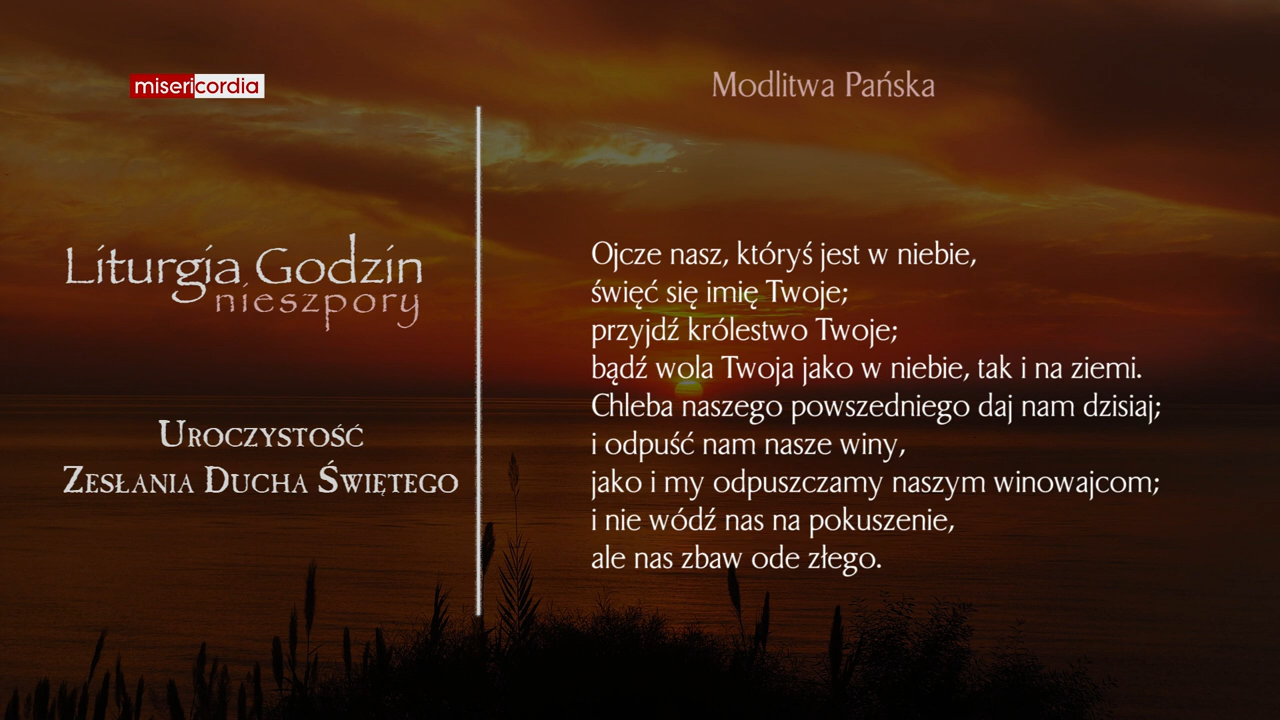 misericordia
Liturgia Godzin
nieszpory
Uroczystość
Zesłania Ducha Świętego
Modlitwa Pańska
Ojcze nasz, któryś jest w niebie,
święć się imię Twoje;
przyjdź królestwo Twoje;
bądź wola Twoja jako w niebie, tak i na ziemi.
Chleba naszego powszedniego daj nam dzisiaj;
i odpuść nam nasze winy,
jako i my odpuszczamy naszym winowajcom;
i nie wódź nas na pokuszenie,
ale nas zbaw ode złego.